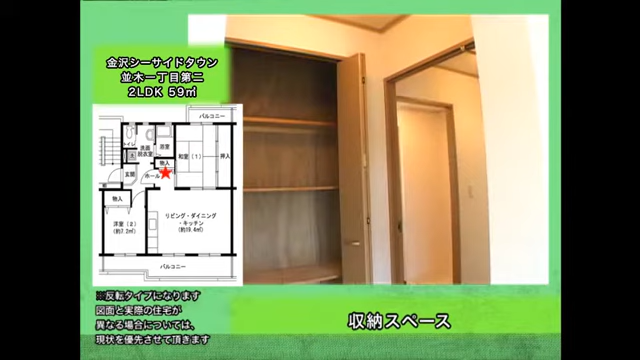 金沢シーサイドタウン
並木一丁目第二
2LDK 59㎡
バルコニー
トイレ
洗面
脱衣室
浴室
物入
和室(1)
押入
玄関
ホール
物入
洋室(2)
(約7.2㎡)
リビング・ダイニング
・キッチン
(約19.4㎡)
バルコニー
※反転タイプになります
図面と実際の住宅が
異なる場合については、
現状を優先させて頂きます
収納スペース